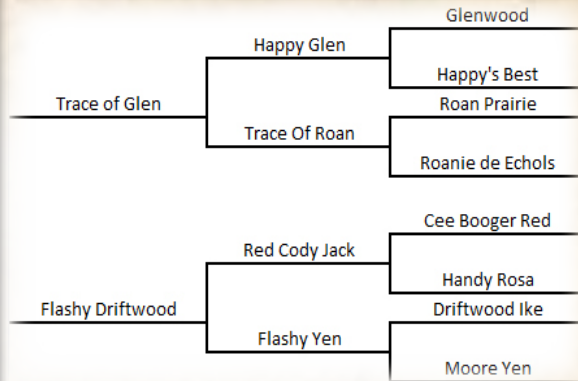 Glenwood
Happy Glen
Happy's Best
Trace of Glen
Roan Prairie
Trace Of Roan
Roanie de Echols
Cee Booger Red
Red Cody Jack
Handy Rosa
Flashy Driftwood
Driftwood Ike
Flashy Yen
Moore Yen